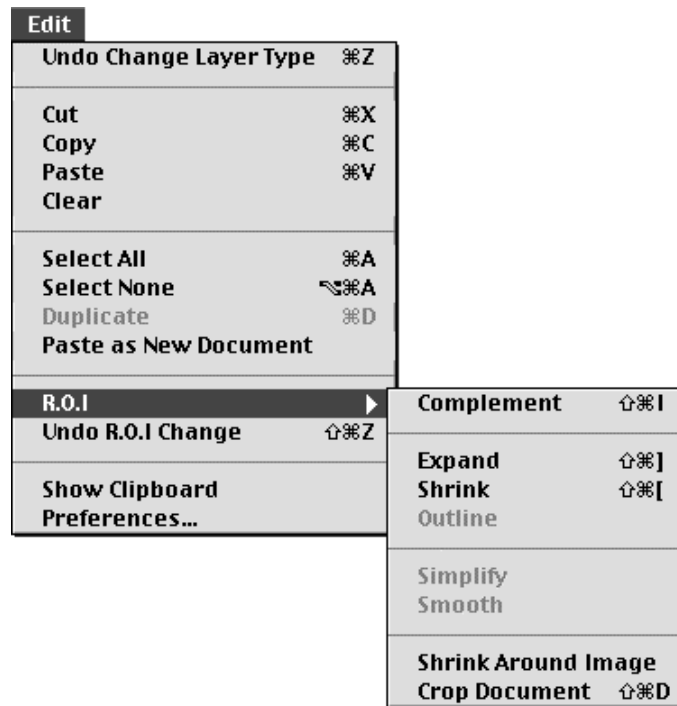 Edit
Undo Change Layer Type ⌘Z
Cut ⌘X
Copy ⌘C
Paste ⌘V
Clear
Select All ⌘A
Select None ⌥⌘A
Duplicate ⌘D
Paste as New Document
R.O.I
Undo R.O.I Change ⇧⌘Z
Show Clipboard
Preferences...
Complement ⇧⌘I
Expand ⇧⌘]
Shrink ⇧⌘[
Outline
Simplify
Smooth
Shrink Around Image
Crop Document ⇧⌘D